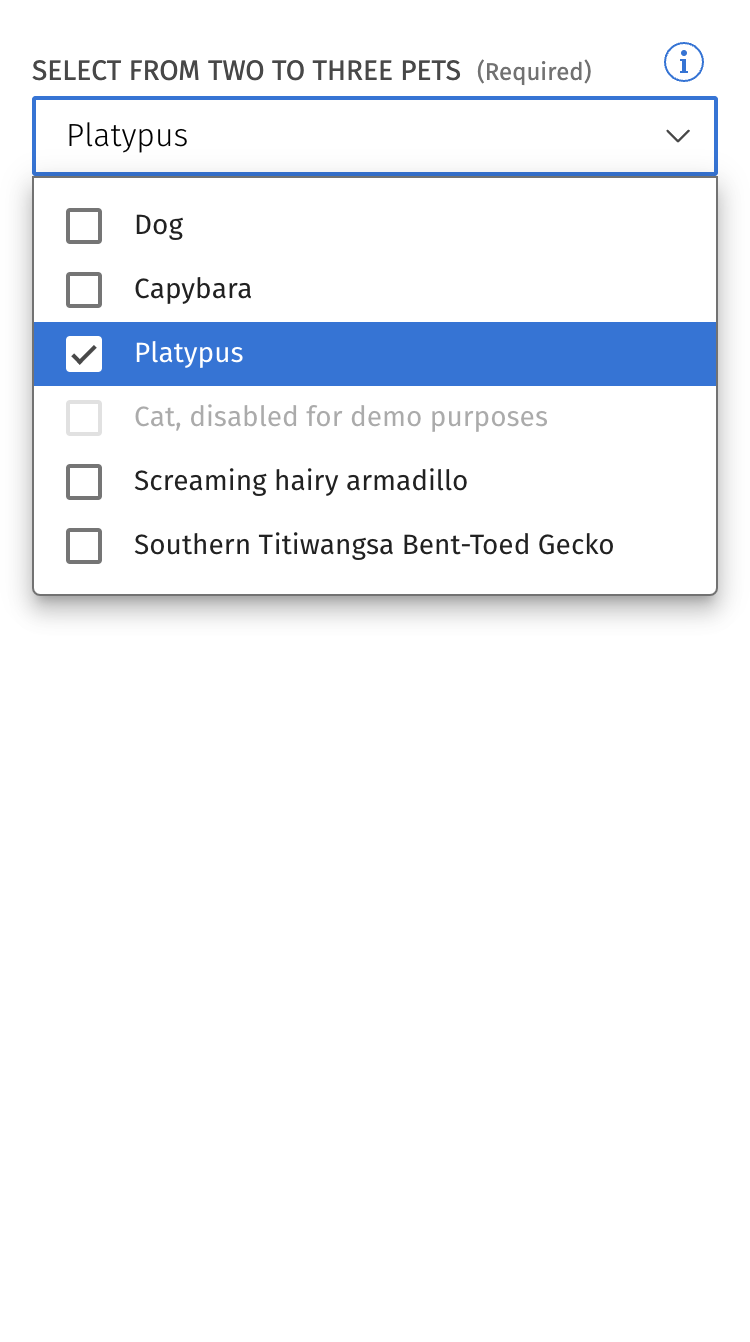 SELECT FROM TWO TO THREE PETS (Required)
Platypus
Dog
Capybara
Platypus
Cat, disabled for demo purposes
Screaming hairy armadillo
Southern Titiwangsa Bent-Toed Gecko